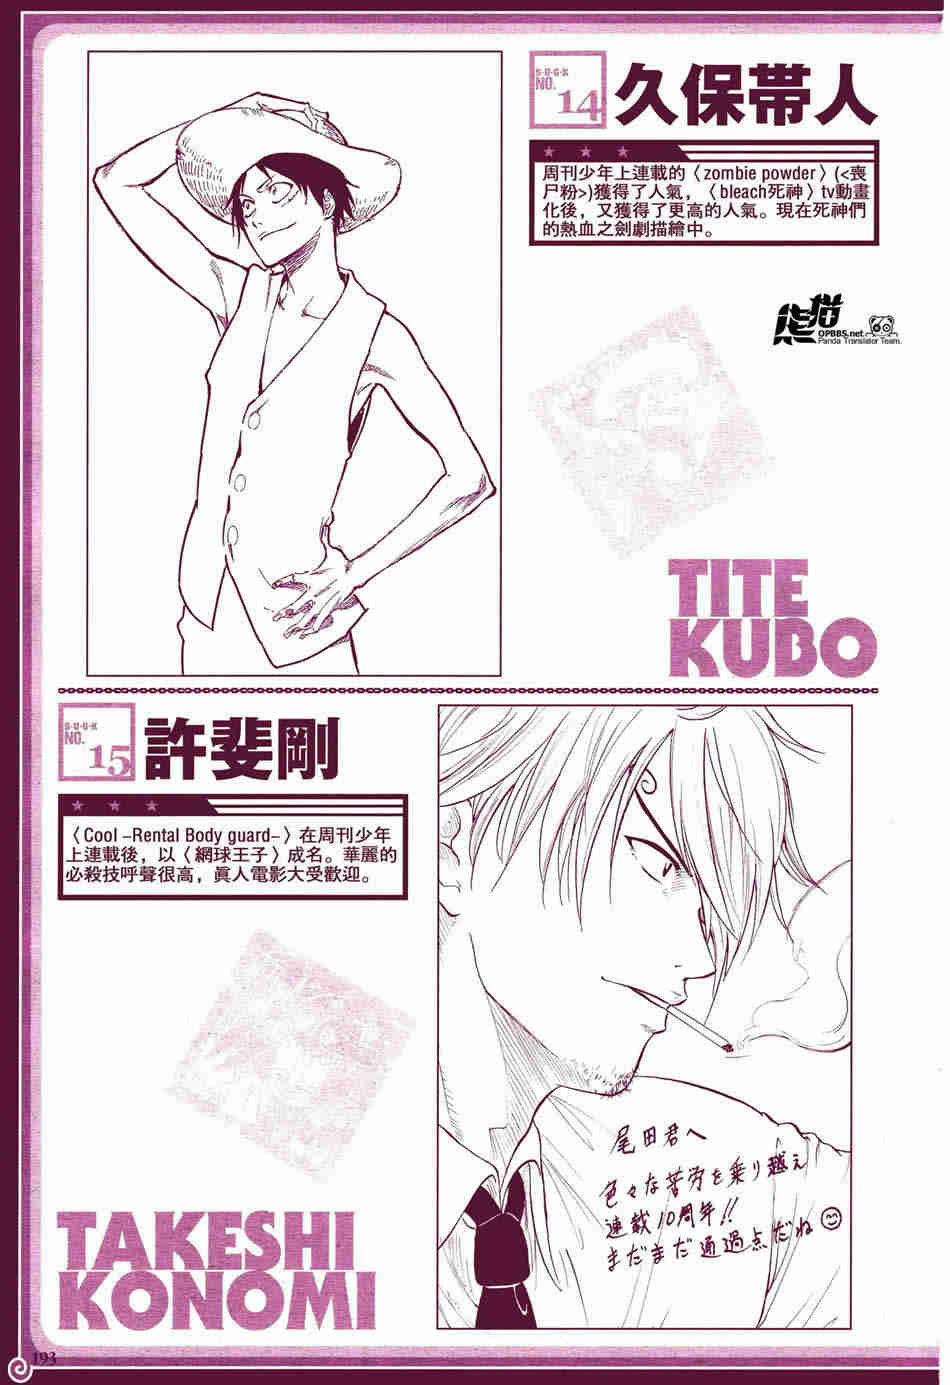 S·U·G·K
NO.
14
久保帯人
周刊少年上連載的〈zombie powder〉(<喪
尸粉>)獲得了人氣，〈bleach死神〉tv動畫
化後，又獲得了更高的人氣。現在死神們
的熱血之劍劇描繪中。
熊猫
OPBBS.net
Panda Translator Team.
TITE
KUBO
S·U·G·K
NO.
15
許斐剛
〈Cool –Rental Body guard–〉在周刊少年
上連載後，以〈網球王子〉成名。華麗的
必殺技呼聲很高，眞人電影大受歡迎。
尾田君へ
色々な苦労を乗り越え
連載10周年!!
まだまだ通過点だね
TAKESHI
KONOMI
193